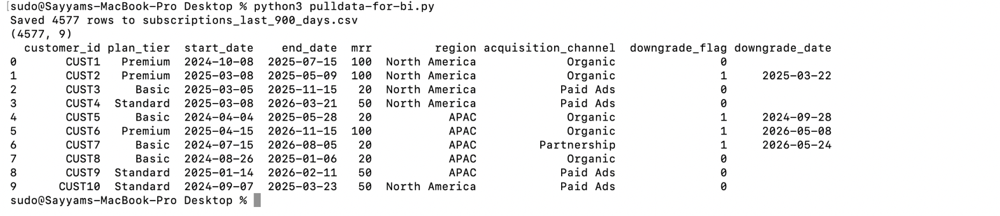 [sudo@Sayyams-MacBook-Pro Desktop % python3 pulldata-for-bi.py
Saved 4577 rows to subscriptions_last_900_days.csv
(4577, 9)
customer_id plan_tier start_date end_date mrr region acquisition_channel downgrade_flag downgrade_date
0 CUST1 Premium 2024-10-08 2025-07-15 100 North America Organic 0
1 CUST2 Premium 2025-03-08 2025-05-09 100 North America Organic 1 2025-03-22
2 CUST3 Basic 2025-03-05 2025-11-15 20 North America Paid Ads 0
3 CUST4 Standard 2025-03-08 2026-03-21 50 North America Paid Ads 0
4 CUST5 Basic 2024-04-04 2025-05-28 20 APAC Organic 1 2024-09-28
5 CUST6 Premium 2025-04-15 2026-11-15 100 APAC Organic 1 2026-05-08
6 CUST7 Basic 2024-07-15 2026-08-05 20 APAC Partnership 1 2026-05-24
7 CUST8 Basic 2024-08-26 2025-01-06 20 APAC Organic 0
8 CUST9 Standard 2025-01-14 2026-02-11 50 APAC Paid Ads 0
9 CUST10 Standard 2024-09-07 2025-03-23 50 North America Paid Ads 0
sudo@Sayyams-MacBook-Pro Desktop %